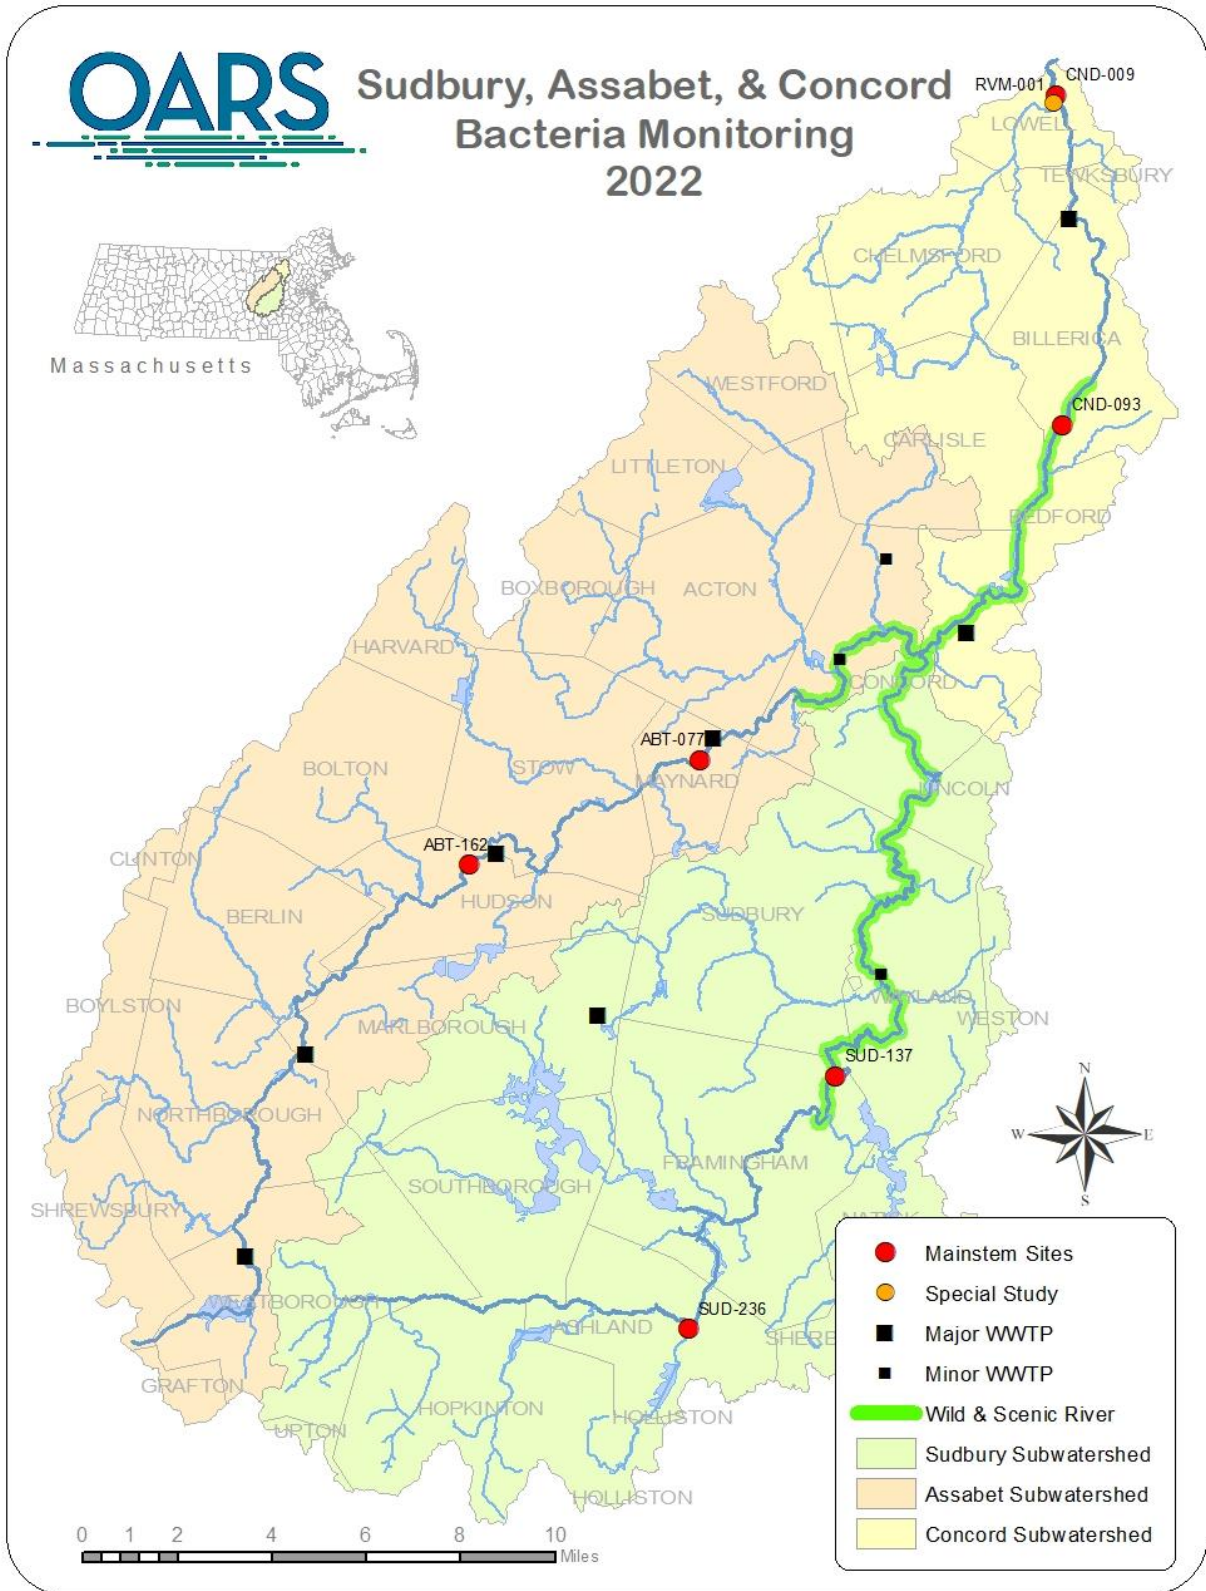 OARS
Sudbury, Assabet, & Concord
Bacteria Monitoring
2022
Massachusetts
CND-009
RVM-001
LOWELL
TEWKSBURY
CHELMSFORD
BILLERICA
WESTFORD
CND-093
CARLISLE
LITTLETON
BEDFORD
BOXBOROUGH
ACTON
HARVARD
CONCORD
ABT-077
BOLTON
STOW
MAYNARD
LINCOLN
ABT-162
CLINTON
HUDSON
BERLIN
SUDBURY
BOYLSTON
WAYLAND
MARLBOROUGH
WESTON
SUD-137
NORTHBOROUGH
FRAMINGHAM
SOUTHBOROUGH
SHREWSBURY
WESTBOROUGH
SUD-236
ASHLAND
SHERB
GRAFTON
HOPKINTON
HOLLISTON
UPTON
HOLLISTON
N
W
E
S
Mainstem Sites
Special Study
Major WWTP
Minor WWTP
Wild & Scenic River
Sudbury Subwatershed
Assabet Subwatershed
Concord Subwatershed
0 1 2 4 6 8 10
Miles